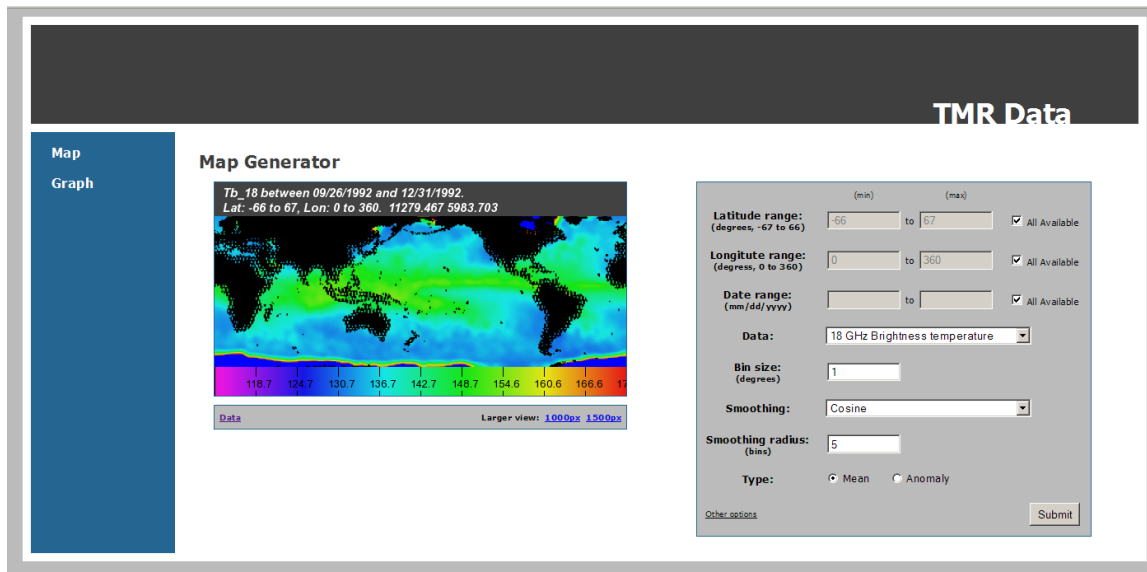 TMR Data
Map
Graph
Map Generator
Tb_18 between 09/26/1992 and 12/31/1992.
Lat: -66 to 67, Lon: 0 to 360.  11279.467 5983.703
118.7 124.7 130.7 136.7 142.7 148.7 154.6 160.6 166.6 17
Data Larger view: 1000px 1500px
(min) (max)
Latitude range: -66 to 67 All Available
(degrees, -67 to 66)
Longitute range: 0 to 360 All Available
(degress, 0 to 360)
Date range: to All Available
(mm/dd/yyyy)
Data: 18 GHz Brightness temperature
Bin size: 1
(degrees)
Smoothing: Cosine
Smoothing radius: 5
(bins)
Type: Mean Anomaly
Other options Submit